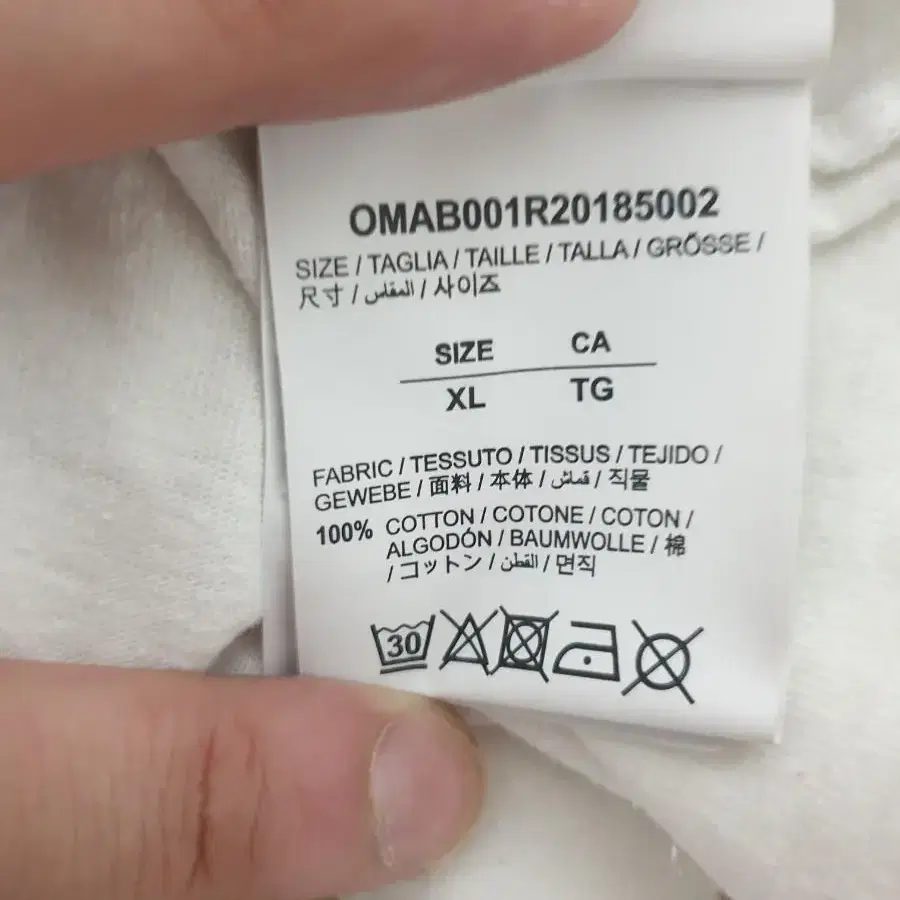 OMAB001R20185002
SIZE / TAGLIA / TAILLE / TALLA / GRÖSSE /
尺寸 / المقاس / 사이즈
SIZE CA
XL TG
FABRIC / TESSUTO / TISSUS / TEJIDO /
GEWEBE / 面料 / 本体 / قماش / 직물
100% COTTON / COTONE / COTON /
ALGODÓN / BAUMWOLLE / 棉
/ コットン / القطن / 면직
30